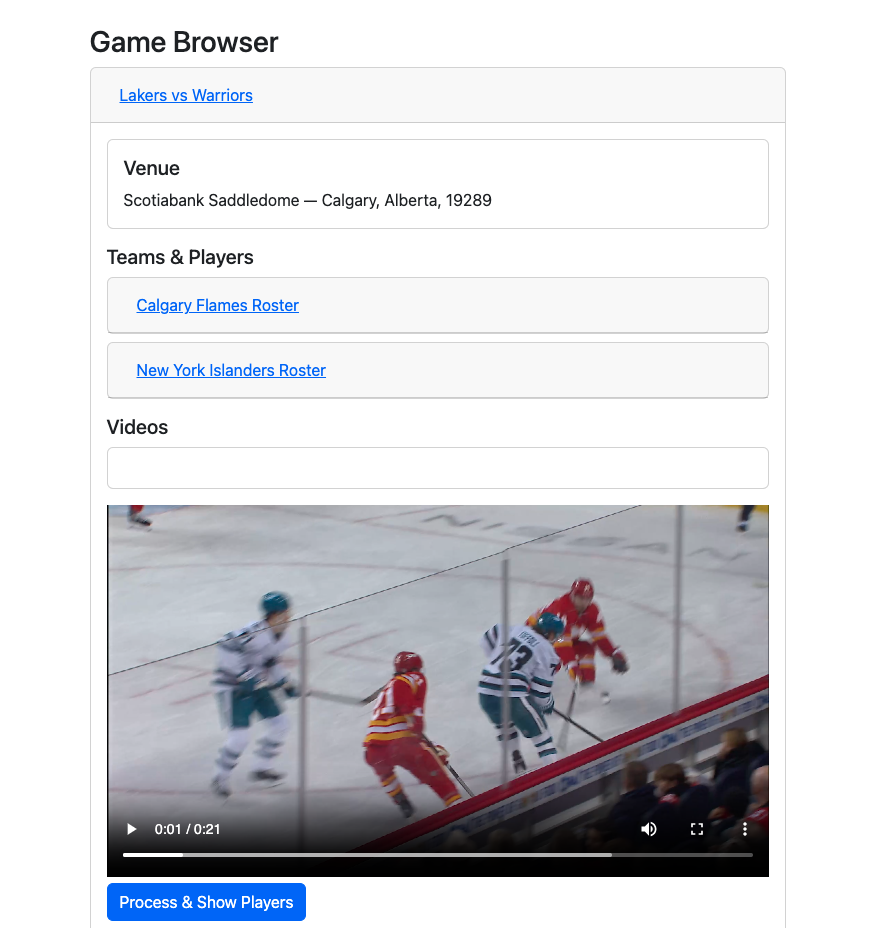 Game Browser
Lakers vs Warriors
Venue
Scotiabank Saddledome — Calgary, Alberta, 19289
Teams & Players
Calgary Flames Roster
New York Islanders Roster
Videos
73
0:01 / 0:21
Process & Show Players